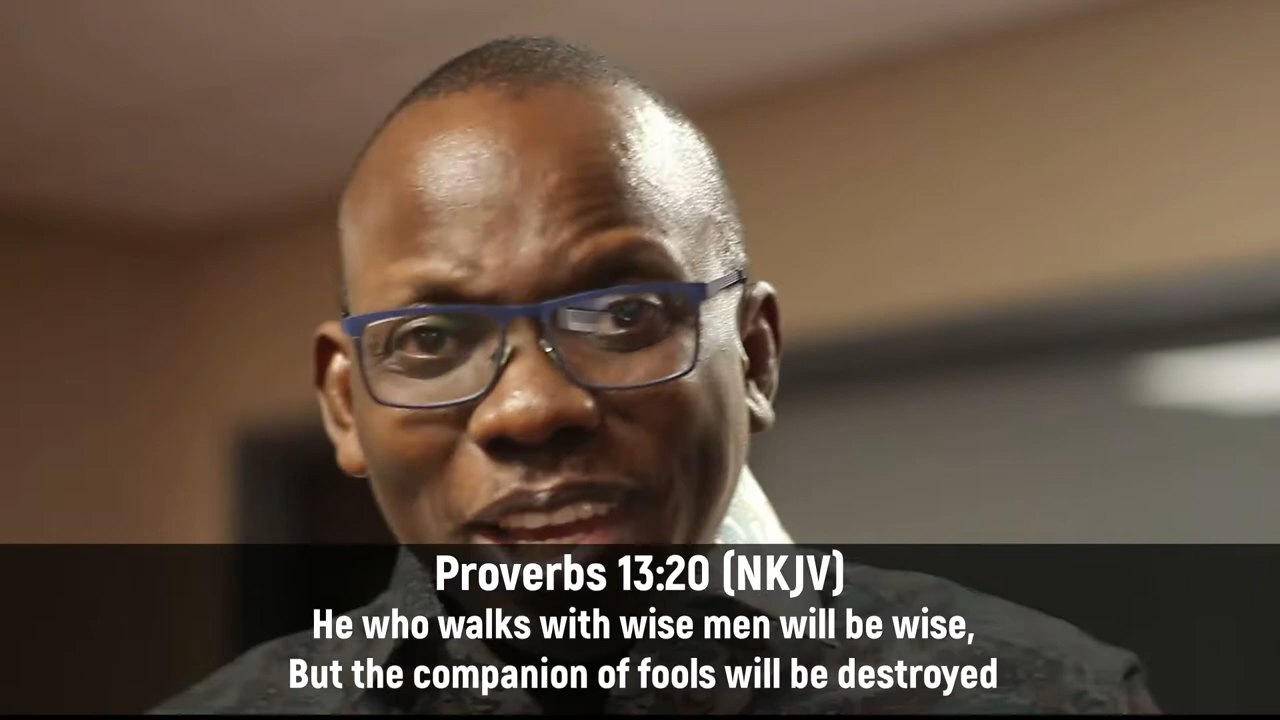 Proverbs 13:20 (NKJV)
He who walks with wise men will be wise,
But the companion of fools will be destroyed